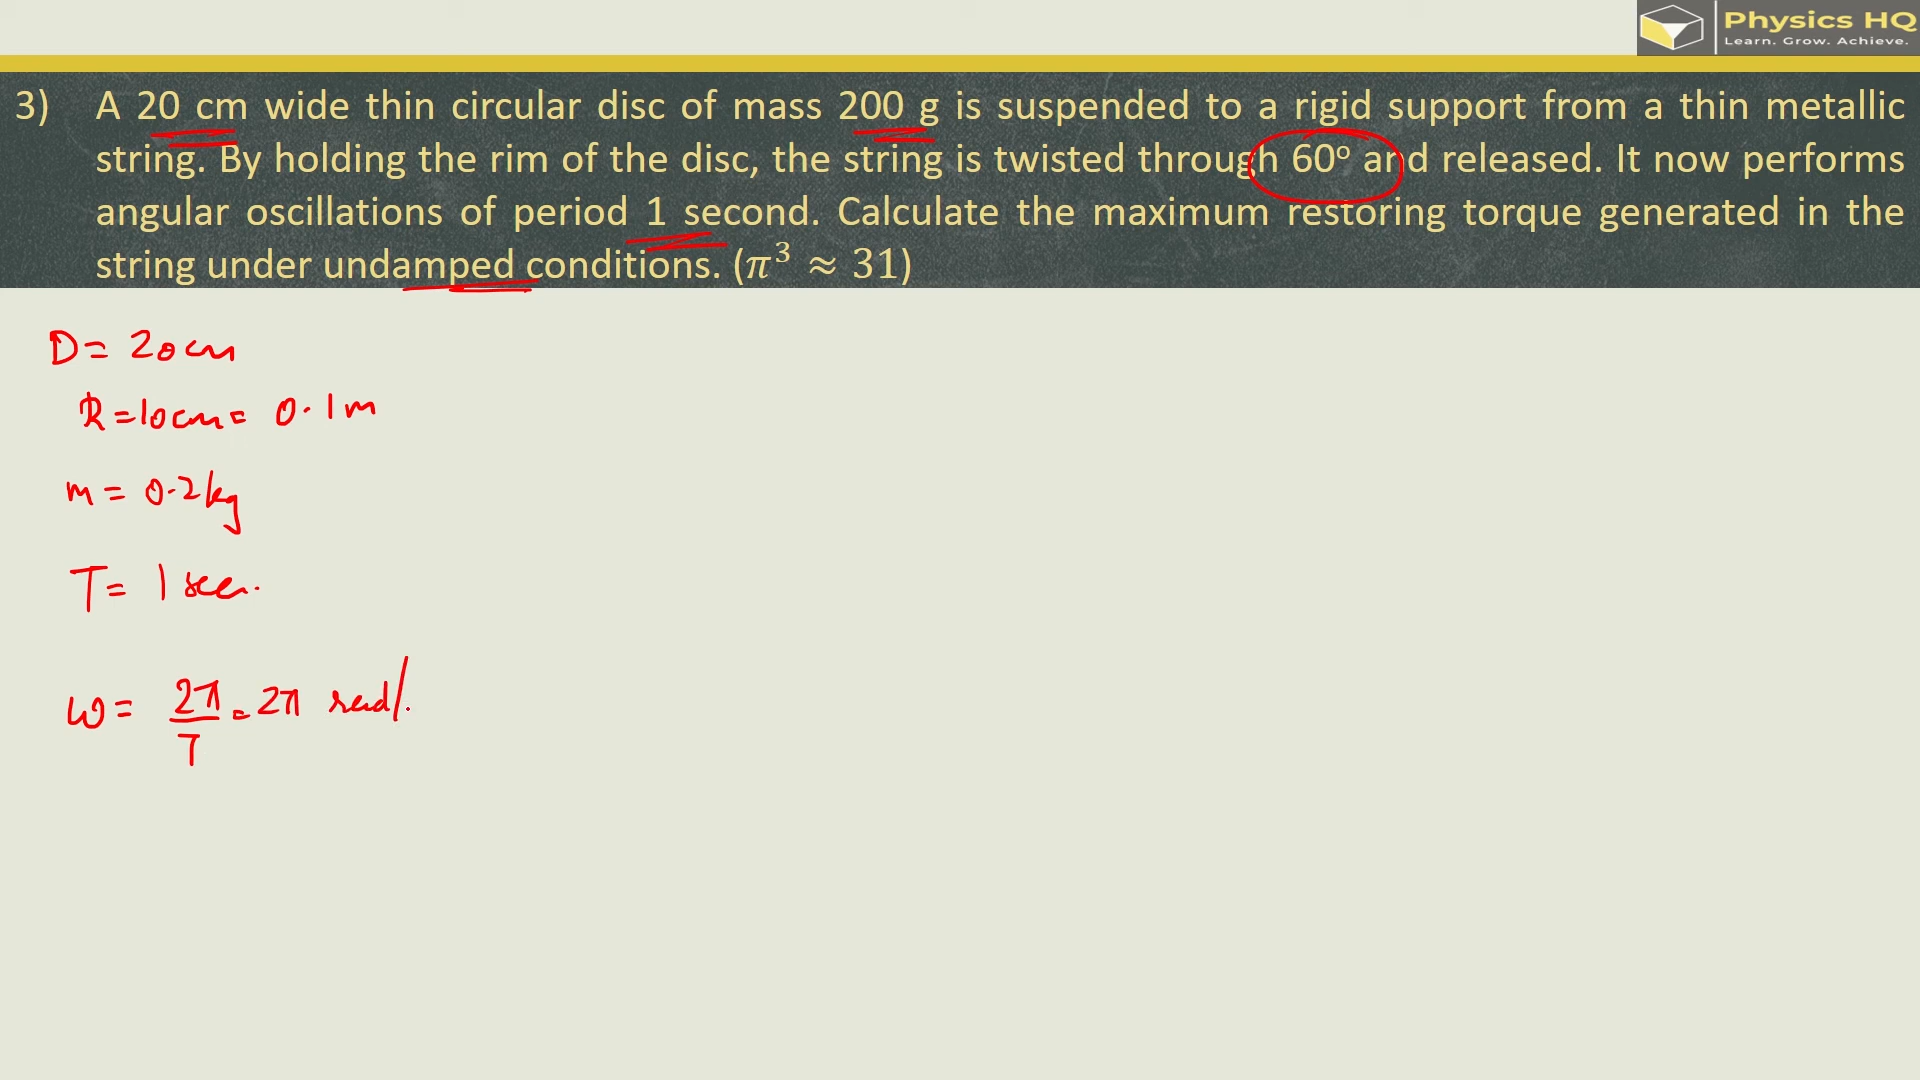 Physics HQ
Learn. Grow. Achieve.
3) A 20 cm wide thin circular disc of mass 200 g is suspended to a rigid support from a thin metallic
string. By holding the rim of the disc, the string is twisted through 60° and released. It now performs
angular oscillations of period 1 second. Calculate the maximum restoring torque generated in the
string under undamped conditions. (π³ ≈ 31)
D = 20cm
R = 10cm = 0.1m
m = 0.2kg
T = 1 sec.
ω = 2π/T = 2π rad/.